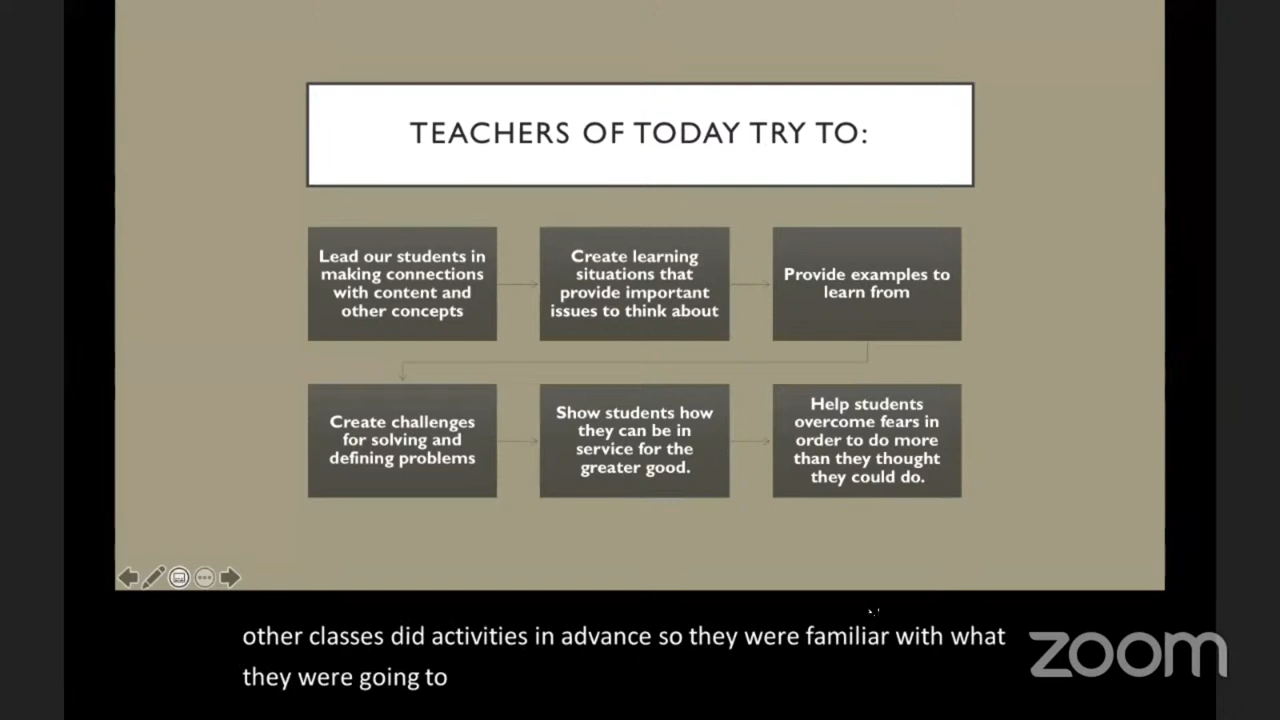 TEACHERS OF TODAY TRY TO:
Lead our students in
making connections
with content and
other concepts
Create learning
situations that
provide important
issues to think about
Provide examples to
learn from
Create challenges
for solving and
defining problems
Show students how
they can be in
service for the
greater good.
Help students
overcome fears in
order to do more
than they thought
they could do.
other classes did activities in advance so they were familiar with what
they were going to
zoom